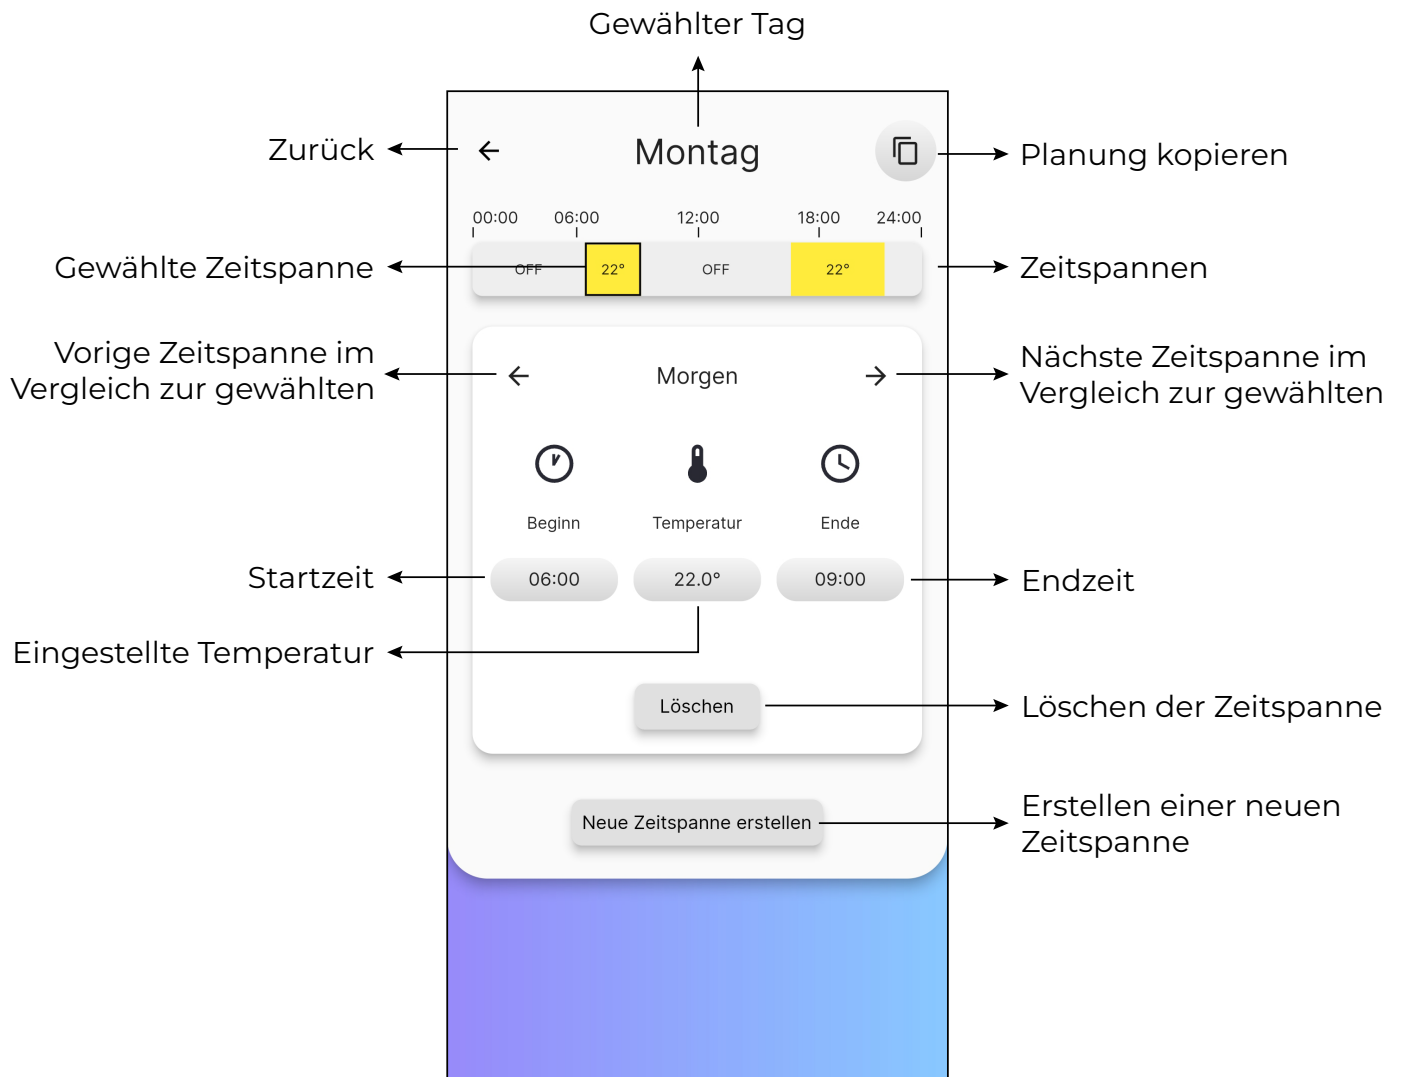 Gewählter Tag
Zurück
Montag
Planung kopieren
00:00 06:00 12:00 18:00 24:00
Gewählte Zeitspanne
OFF 22° OFF 22°
Zeitspannen
Vorige Zeitspanne im
Vergleich zur gewählten
Morgen
Nächste Zeitspanne im
Vergleich zur gewählten
Beginn Temperatur Ende
Startzeit
06:00 22.0° 09:00
Endzeit
Eingestellte Temperatur
Löschen
Löschen der Zeitspanne
Neue Zeitspanne erstellen
Erstellen einer neuen
Zeitspanne